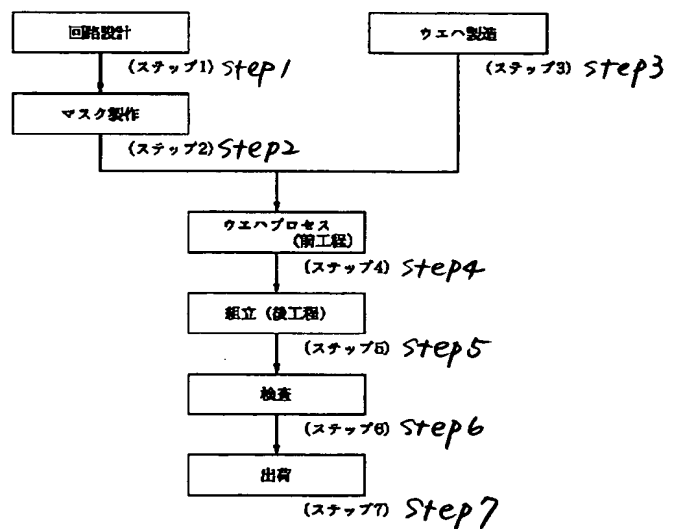 回路設計
(ステップ1) step1
マスク製作
(ステップ2) step2
ウエハ製造
(ステップ3) step3
ウエハプロセス
(前工程)
(ステップ4) step4
組立(後工程)
(ステップ5) step5
検査
(ステップ6) step6
出荷
(ステップ7) step7